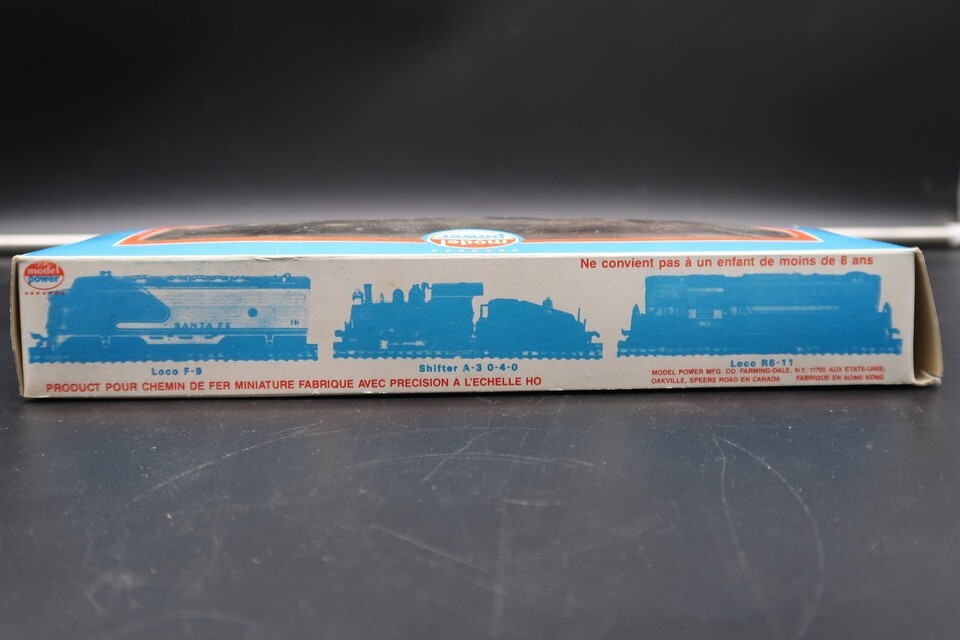 model
power
model
power
Ne convient pas à un enfant de moins de 8 ans
SANTA FE
Loco F-9
Shifter A-3 0-4-0
Loco RS-11
PRODUCT POUR CHEMIN DE FER MINIATURE FABRIQUE AVEC PRECISION A L'ECHELLE HO
MODEL POWER MFG. CO. FARMING-DALE, N.Y. 11735 AUX ETATS-UNIS;
OAKVILLE, SPEERS ROAD EN CANADA FABRIQUE EN HONG KONG